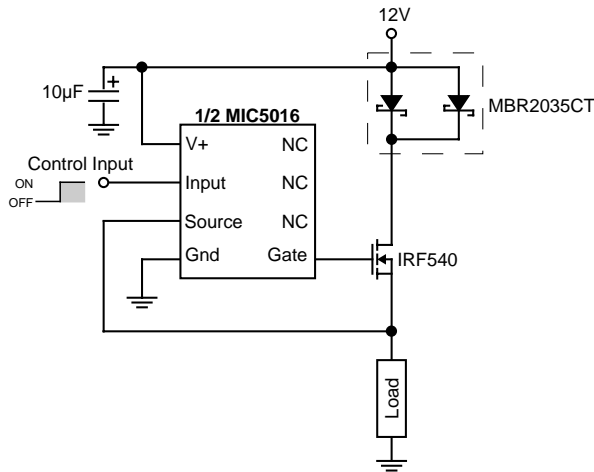 12V
+
10µF
MBR2035CT
1/2 MIC5016
V+ NC
Control Input
ON
OFF
Input NC
Source NC
Gnd Gate
IRF540
Load